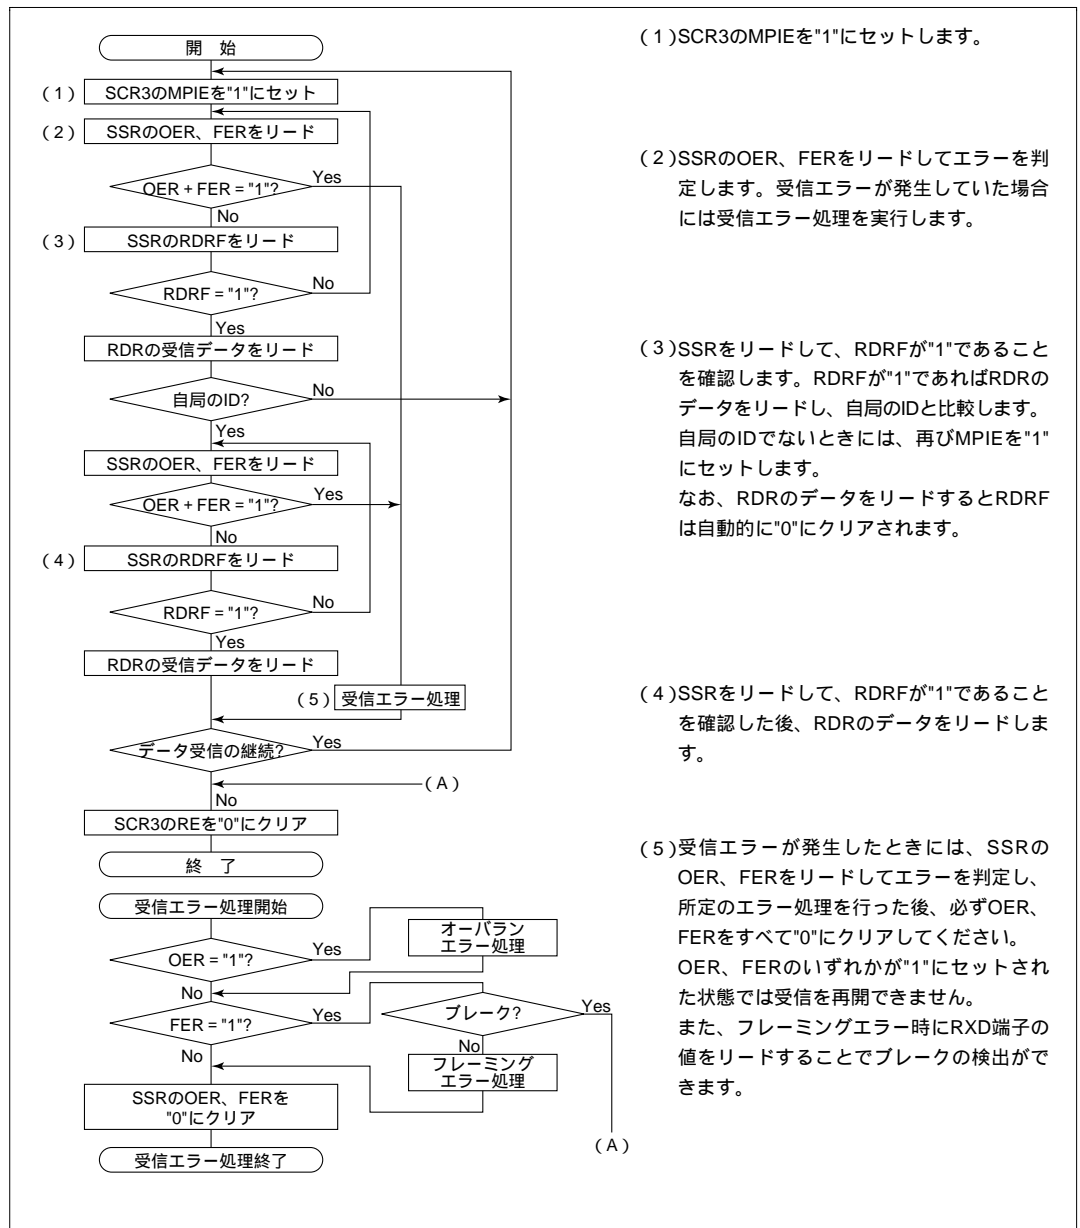 開　始
(1) SCR3のMPIEを"1"にセット
(2) SSRのOER、FERをリード
OER + FER = "1"?
Yes
No
(3) SSRのRDRFをリード
RDRF = "1"?
No
Yes
RDRの受信データをリード
自局のID?
No
Yes
SSRのOER、FERをリード
OER + FER = "1"?
Yes
No
(4) SSRのRDRFをリード
RDRF = "1"?
No
Yes
RDRの受信データをリード
(5) 受信エラー処理
データ受信の継続?
Yes
(A)
No
SCR3のREを"0"にクリア
終　了
受信エラー処理開始
OER = "1"?
Yes
オーバラン
エラー処理
No
FER = "1"?
Yes
ブレーク?
Yes
No
No
フレーミング
エラー処理
SSRのOER、FERを
"0"にクリア
(A)
受信エラー処理終了
(1)SCR3のMPIEを"1"にセットします。
(2)SSRのOER、FERをリードしてエラーを判
定します。受信エラーが発生していた場合
には受信エラー処理を実行します。
(3)SSRをリードして、RDRFが"1"であること
を確認します。RDRFが"1"であればRDRの
データをリードし、自局のIDと比較します。
自局のIDでないときには、再びMPIEを"1"
にセットします。
なお、RDRのデータをリードするとRDRF
は自動的に"0"にクリアされます。
(4)SSRをリードして、RDRFが"1"であること
を確認した後、RDRのデータをリードしま
す。
(5)受信エラーが発生したときには、SSRの
OER、FERをリードしてエラーを判定し、
所定のエラー処理を行った後、必ずOER、
FERをすべて"0"にクリアしてください。
OER、FERのいずれかが"1"にセットされ
た状態では受信を再開できません。
また、フレーミングエラー時にRXD端子の
値をリードすることでブレークの検出がで
きます。